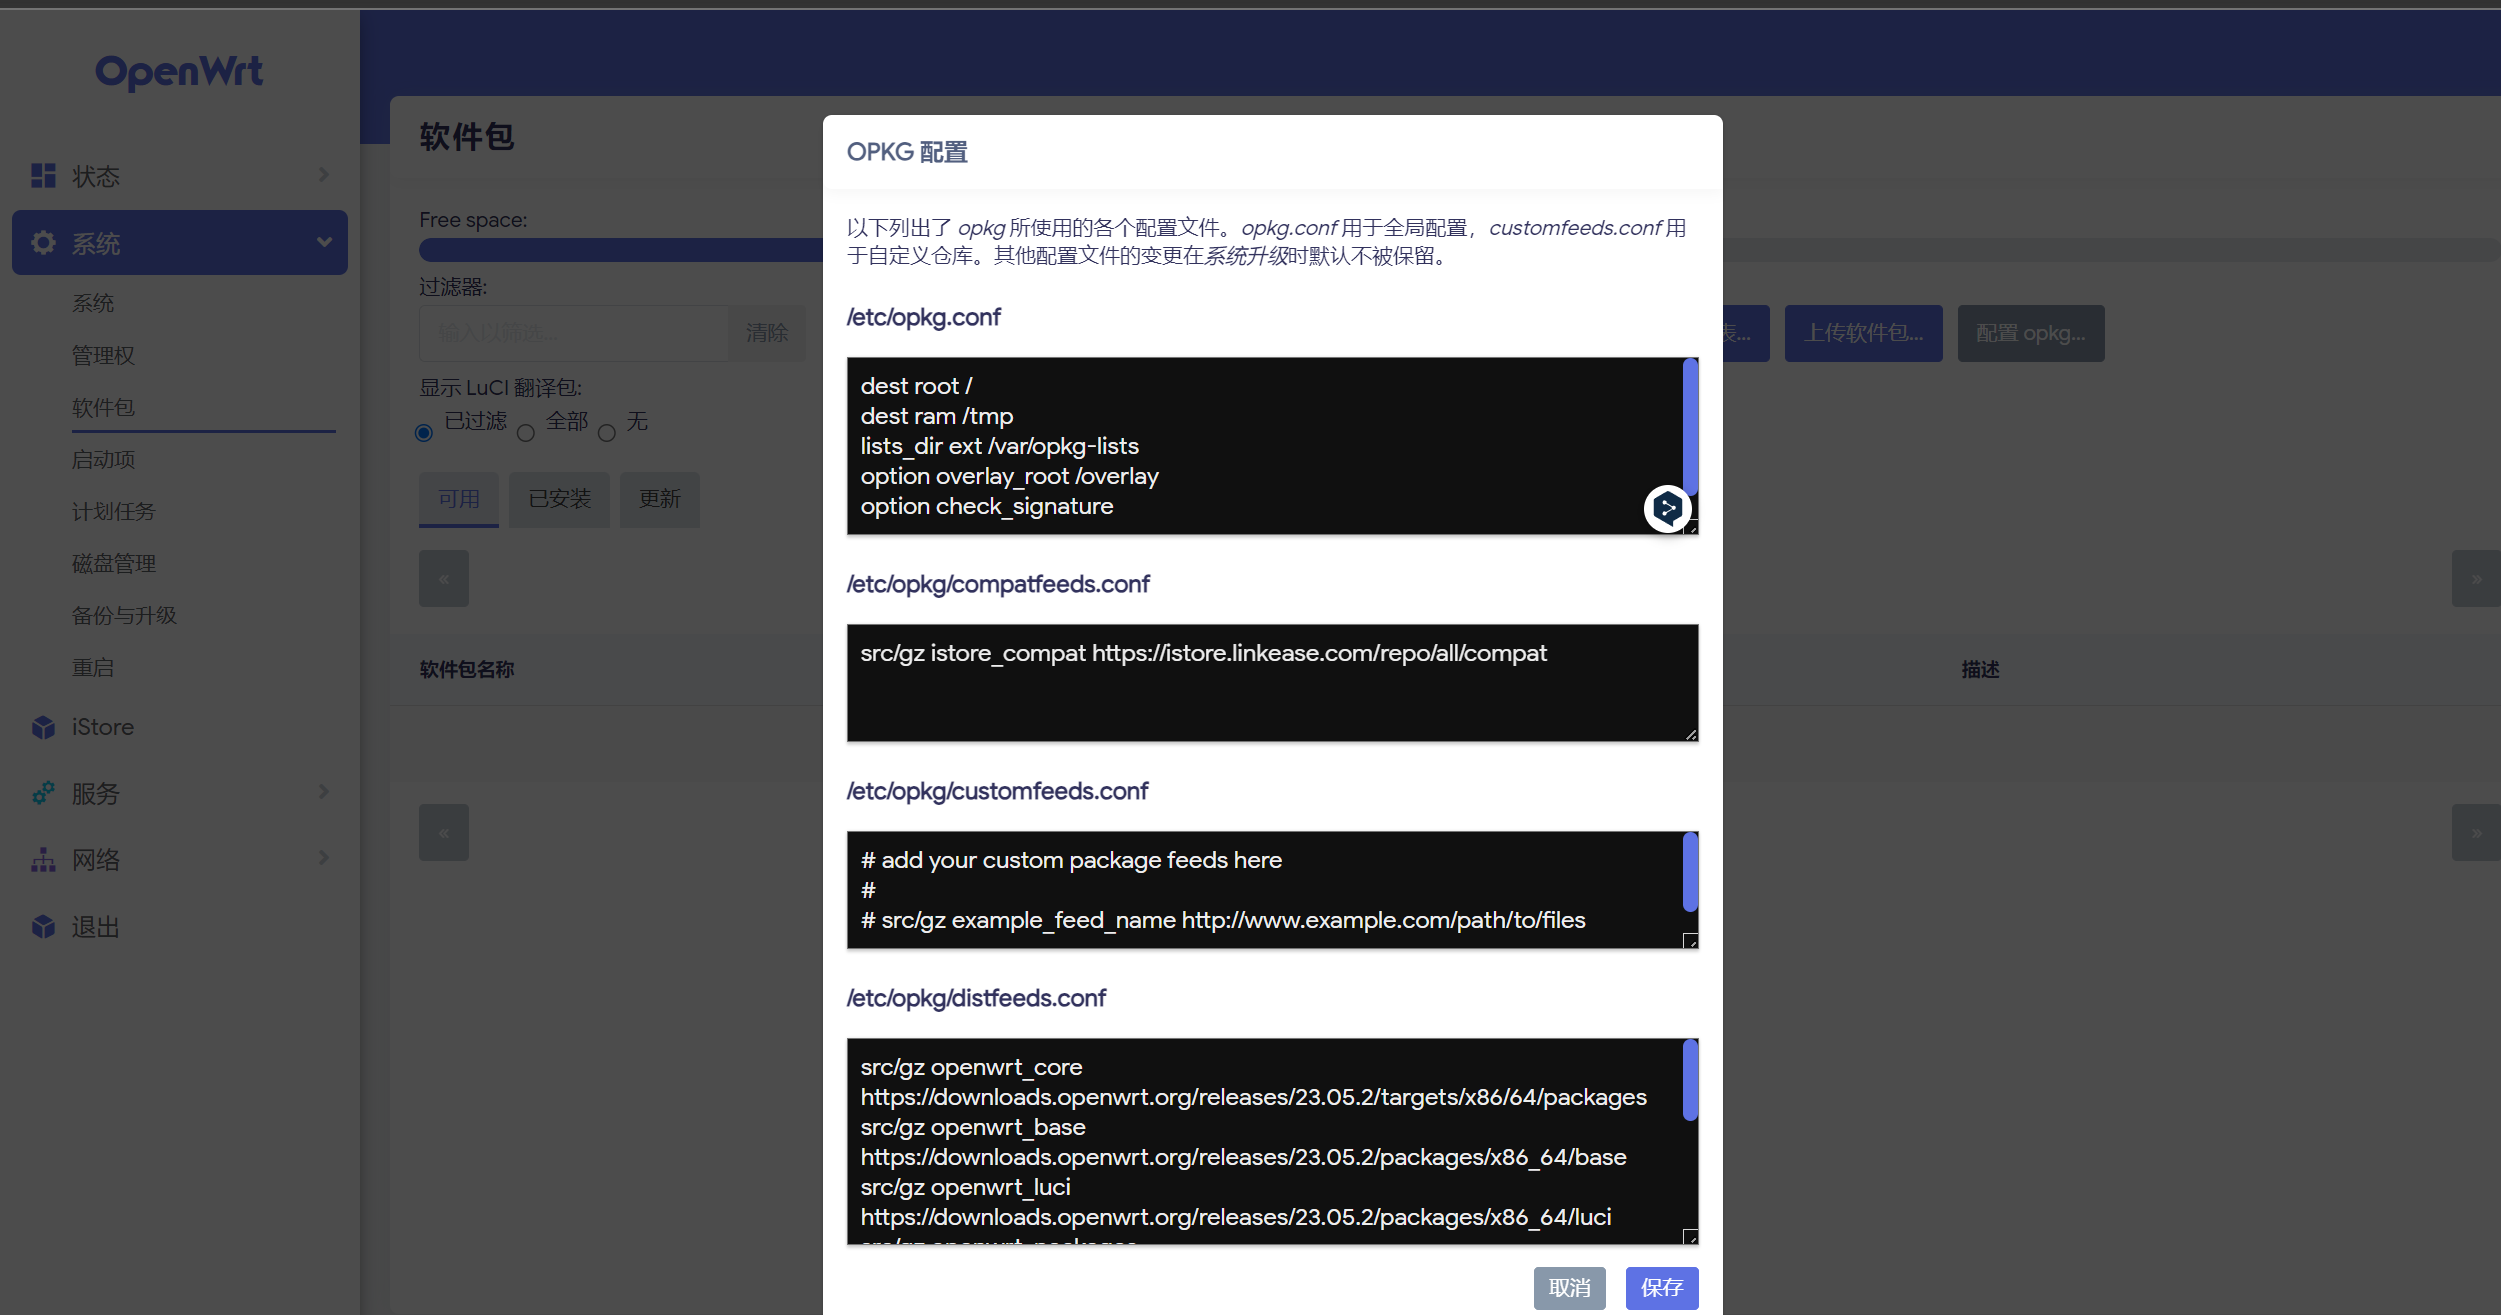 OpenWrt
状态
系统
系统
管理权
软件包
启动项
计划任务
磁盘管理
备份与升级
重启
iStore
服务
网络
退出
软件包
Free space:
过滤器:
输入以筛选...
清除
表...
上传软件包...
配置 opkg...
显示 LuCI 翻译包:
已过滤 全部 无
可用 已安装 更新
« »
软件包名称 描述
« »
OPKG 配置
以下列出了 opkg 所使用的各个配置文件。opkg.conf 用于全局配置，customfeeds.conf 用
于自定义仓库。其他配置文件的变更在系统升级时默认不被保留。
/etc/opkg.conf
dest root /
dest ram /tmp
lists_dir ext /var/opkg-lists
option overlay_root /overlay
option check_signature
/etc/opkg/compatfeeds.conf
src/gz istore_compat https://istore.linkease.com/repo/all/compat
/etc/opkg/customfeeds.conf
# add your custom package feeds here
#
# src/gz example_feed_name http://www.example.com/path/to/files
/etc/opkg/distfeeds.conf
src/gz openwrt_core
https://downloads.openwrt.org/releases/23.05.2/targets/x86/64/packages
src/gz openwrt_base
https://downloads.openwrt.org/releases/23.05.2/packages/x86_64/base
src/gz openwrt_luci
https://downloads.openwrt.org/releases/23.05.2/packages/x86_64/luci
src/gz openwrt_packages
取消 保存